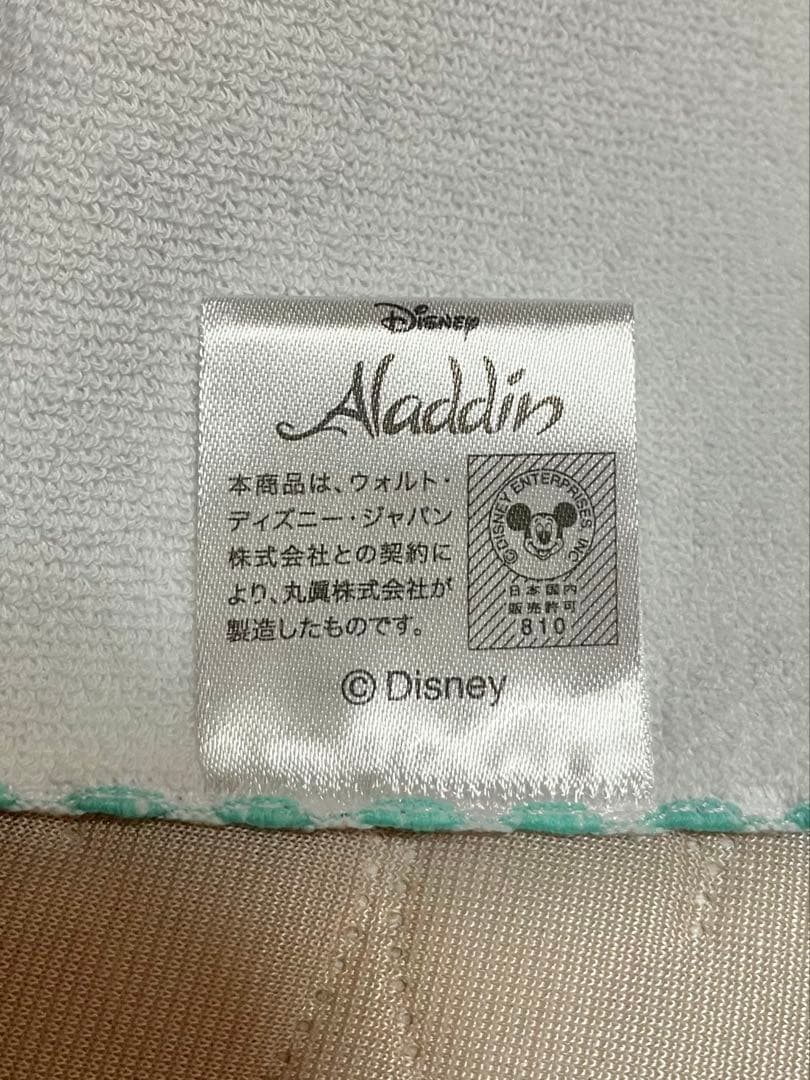 Disney
Aladdin
本商品は、ウォルト・
ディズニー・ジャパン
株式会社との契約に
より、丸眞株式会社が
製造したものです。
©DISNEY ENTERPRISES INC
日本国内
販売許可
810
©Disney